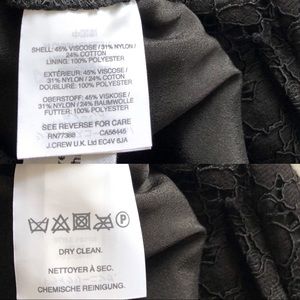 SHELL: 45% VISCOSE / 31% NYLON /
24% COTTON
LINING: 100% POLYESTER
EXTÉRIEUR: 45% VISCOSE /
31% NYLON / 24% COTON
DOUBLURE: 100% POLYESTER
OBERSTOFF: 45% VISKOSE /
31% NYLON / 24% BAUMWOLLE
FUTTER: 100% POLYESTER
SEE REVERSE FOR CARE
RN77388 CA56445
J.CREW U.K. Ltd EC4V 6JA
P
DRY CLEAN.
NETTOYER À SEC.
CHEMISCHE REINIGUNG.